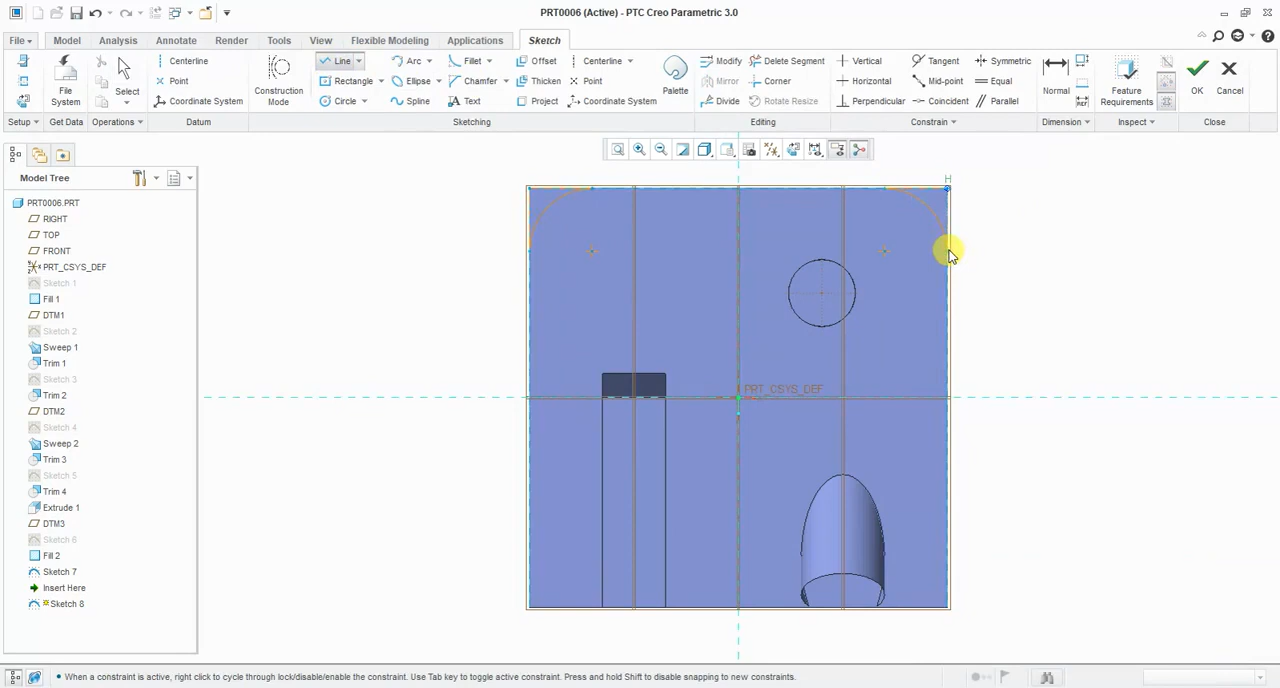 PRT0006 (Active) - PTC Creo Parametric 3.0
File Model Analysis Annotate Render Tools View Flexible Modeling Applications Sketch
Centerline Line Arc Fillet Offset Centerline Modify Delete Segment Vertical Tangent Symmetric
Point Rectangle Ellipse Chamfer Thicken Point Mirror Corner Horizontal Mid-point Equal
Coordinate System Circle Spline Text Project Coordinate System Divide Rotate Resize Perpendicular Coincident Parallel
File System Select Construction Mode Palette Normal Feature Requirements OK Cancel
Setup Get Data Operations Datum Sketching Editing Constrain Dimension Inspect Close
Model Tree
PRT0006.PRT
RIGHT
TOP
FRONT
PRT_CSYS_DEF
Sketch 1
Fill 1
DTM1
Sketch 2
Sweep 1
Trim 1
Sketch 3
Trim 2
DTM2
Sketch 4
Sweep 2
Trim 3
Sketch 5
Trim 4
Extrude 1
DTM3
Sketch 6
Fill 2
Sketch 7
Insert Here
Sketch 8
H
PRT_CSYS_DEF
When a constraint is active, right click to cycle through lock/disable/enable the constraint. Use Tab key to toggle active constraint. Press and hold Shift to disable snapping to new constraints.